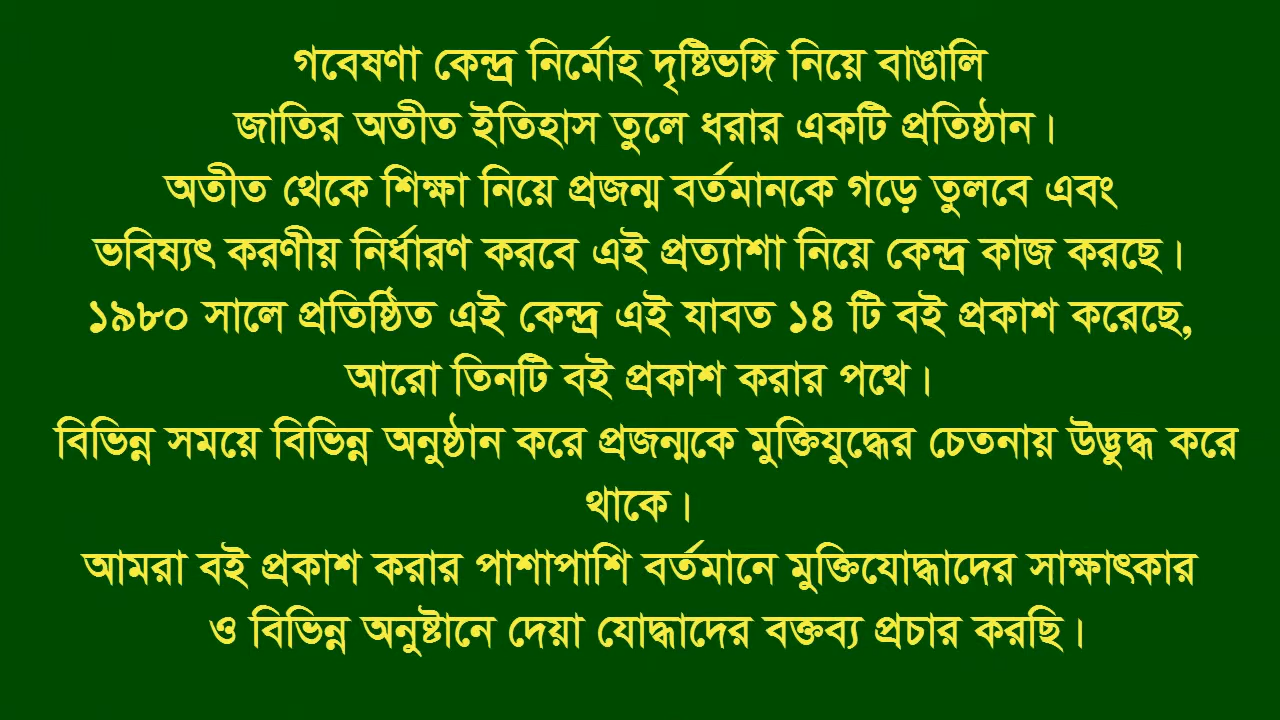 গবেষণা কেন্দ্র নির্মোহ দৃষ্টিভঙ্গি নিয়ে বাঙালি
জাতির অতীত ইতিহাস তুলে ধরার একটি প্রতিষ্ঠান।
অতীত থেকে শিক্ষা নিয়ে প্রজন্ম বর্তমানকে গড়ে তুলবে এবং
ভবিষ্যৎ করণীয় নির্ধারণ করবে এই প্রত্যাশা নিয়ে কেন্দ্র কাজ করছে।
১৯৮০ সালে প্রতিষ্ঠিত এই কেন্দ্র এই যাবত ১৪ টি বই প্রকাশ করেছে,
আরো তিনটি বই প্রকাশ করার পথে।
বিভিন্ন সময়ে বিভিন্ন অনুষ্ঠান করে প্রজন্মকে মুক্তিযুদ্ধের চেতনায় উদ্ভুদ্ধ করে
থাকে।
আমরা বই প্রকাশ করার পাশাপাশি বর্তমানে মুক্তিযোদ্ধাদের সাক্ষাৎকার
ও বিভিন্ন অনুষ্টানে দেয়া যোদ্ধাদের বক্তব্য প্রচার করছি।